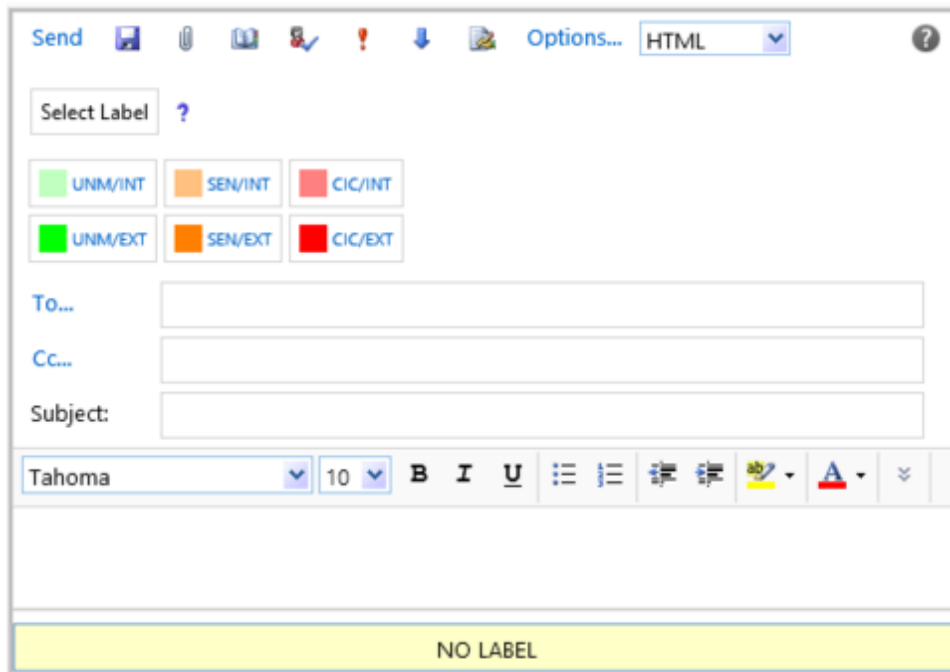 Send Options... HTML ?
Select Label ?
UNM/INT SEN/INT CIC/INT
UNM/EXT SEN/EXT CIC/EXT
To...
Cc...
Subject:
Tahoma 10 B I U ab A
NO LABEL